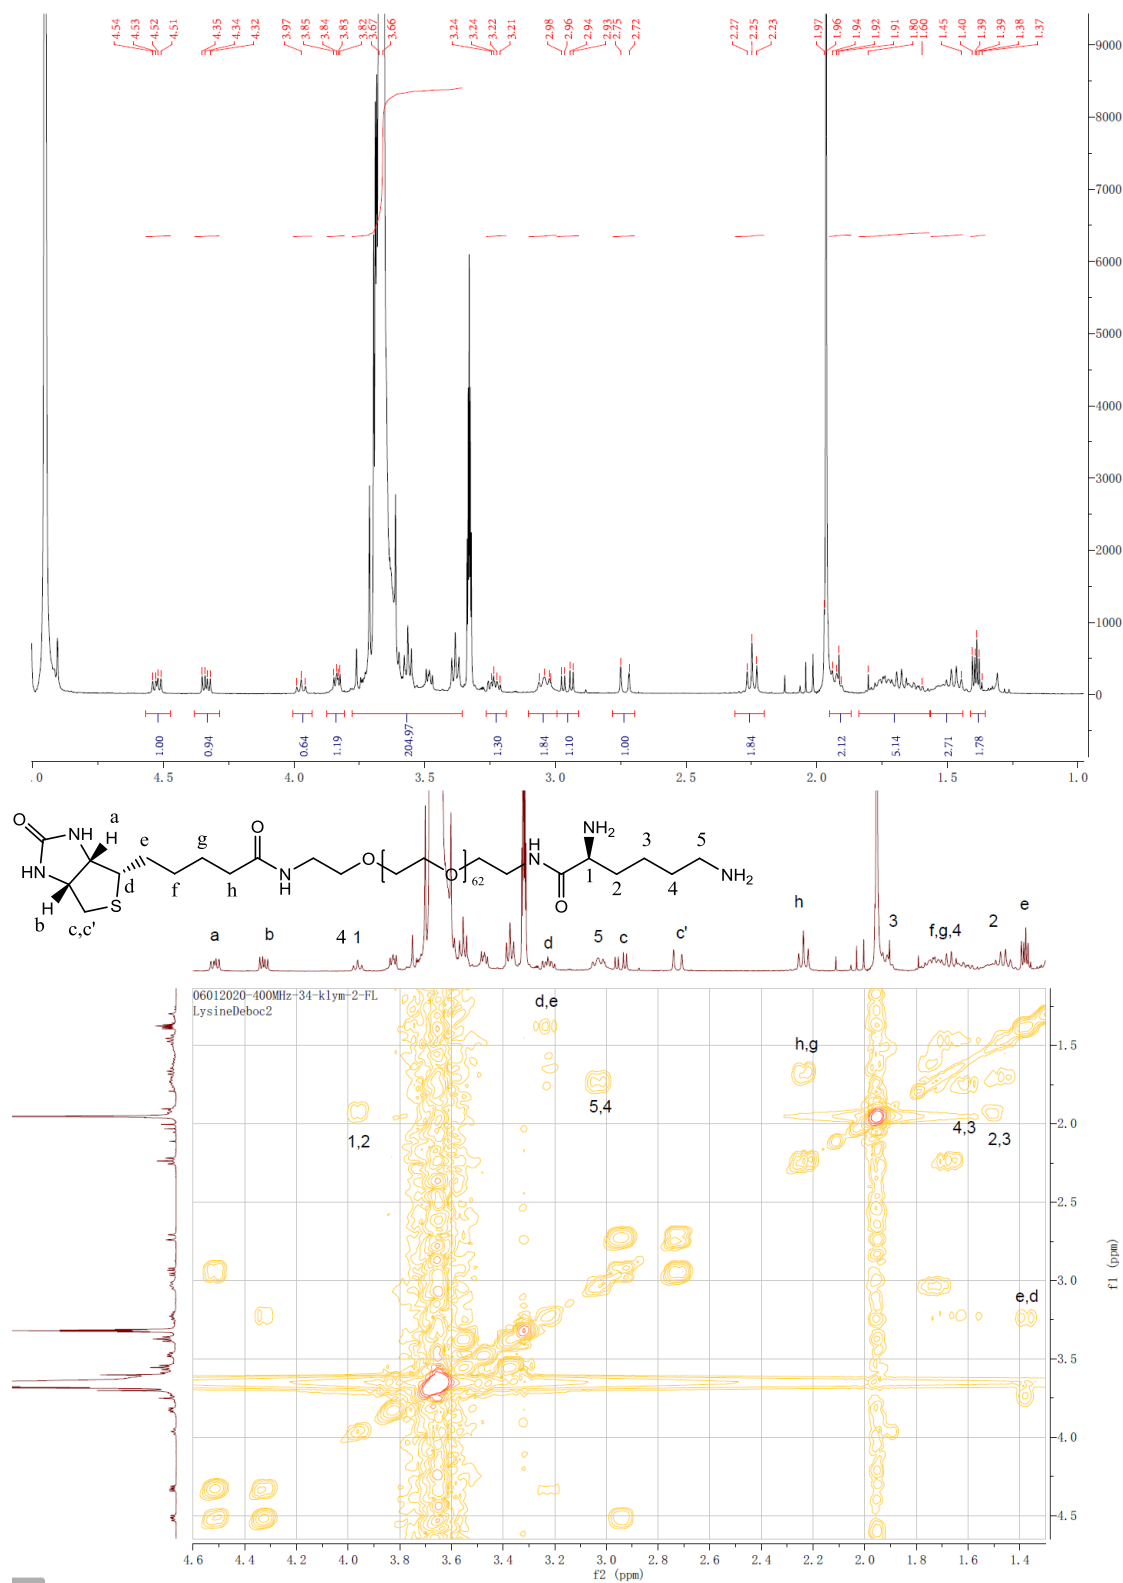 4.54 4.53 4.52 4.51 4.35 4.34 4.32 3.97 3.85 3.84 3.83 3.82 3.67 3.66 3.24 3.24 3.22 3.21 2.98 2.96 2.94 2.93 2.75 2.72 2.27 2.25 2.23 1.97 1.96 1.94 1.92 1.91 1.80 1.60 1.45 1.40 1.39 1.39 1.38 1.37
9000
8000
7000
6000
5000
4000
3000
2000
1000
0
1.00 0.94 0.64 1.19 204.97 1.30 1.84 1.10 1.00 1.84 2.12 5.14 2.71 1.78
.0 4.5 4.0 3.5 3.0 2.5 2.0 1.5 1.0
O NH H a e g O NH2 3 5
HN H N O O 62 H N 1 NH2
d f h N H O 2 4
b H c,c' S
a b 4 1 d 5 c c' h 3 f,g,4 2 e
06012020-400MHz-34-klym-2-FL
LysineDeboc2
d,e
h,g
1.5
5,4
1,2 4,3 2,3
2.0
2.5
3.0
e,d
f1 (ppm)
3.5
4.0
4.5
4.6 4.4 4.2 4.0 3.8 3.6 3.4 3.2 3.0 2.8 2.6 2.4 2.2 2.0 1.8 1.6 1.4
f2 (ppm)